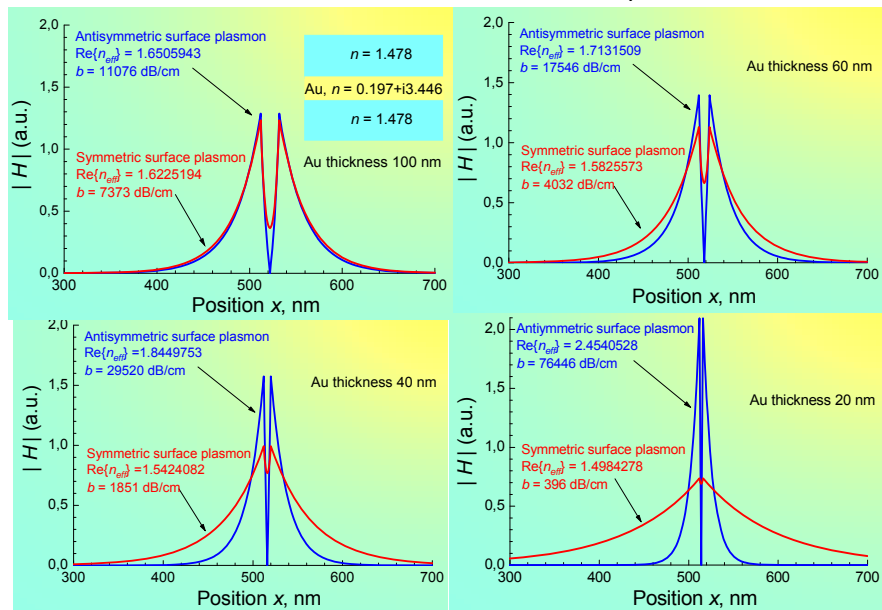 2,0
1,5
1,0
0,5
0,0
| H | (a.u.)
Antisymmetric surface plasmon
Re{neff} = 1.6505943
b = 11076 dB/cm
n = 1.478
Au, n = 0.197+i3.446
n = 1.478
Symmetric surface plasmon
Re{neff} = 1.6225194
b = 7373 dB/cm
Au thickness 100 nm
300 400 500 600 700
Position x, nm
2,0
1,5
1,0
0,5
0,0
| H | (a.u.)
Antisymmetric surface plasmon
Re{neff} = 1.7131509
b = 17546 dB/cm
Au thickness 60 nm
Symmetric surface plasmon
Re{neff} = 1.5825573
b = 4032 dB/cm
300 400 500 600 700
Position x, nm
2,0
1,5
1,0
0,5
0,0
| H | (a.u.)
Antisymmetric surface plasmon
Re{neff} =1.8449753
b = 29520 dB/cm
Au thickness 40 nm
Symmetric surface plasmon
Re{neff} =1.5424082
b = 1851 dB/cm
300 400 500 600 700
Position x, nm
2,0
1,5
1,0
0,5
0,0
| H | (a.u.)
Antiymmetric surface plasmon
Re{neff} = 2.4540528
b = 76446 dB/cm
Au thickness 20 nm
Symmetric surface plasmon
Re{neff} =1.4984278
b = 396 dB/cm
300 400 500 600 700
Position x, nm